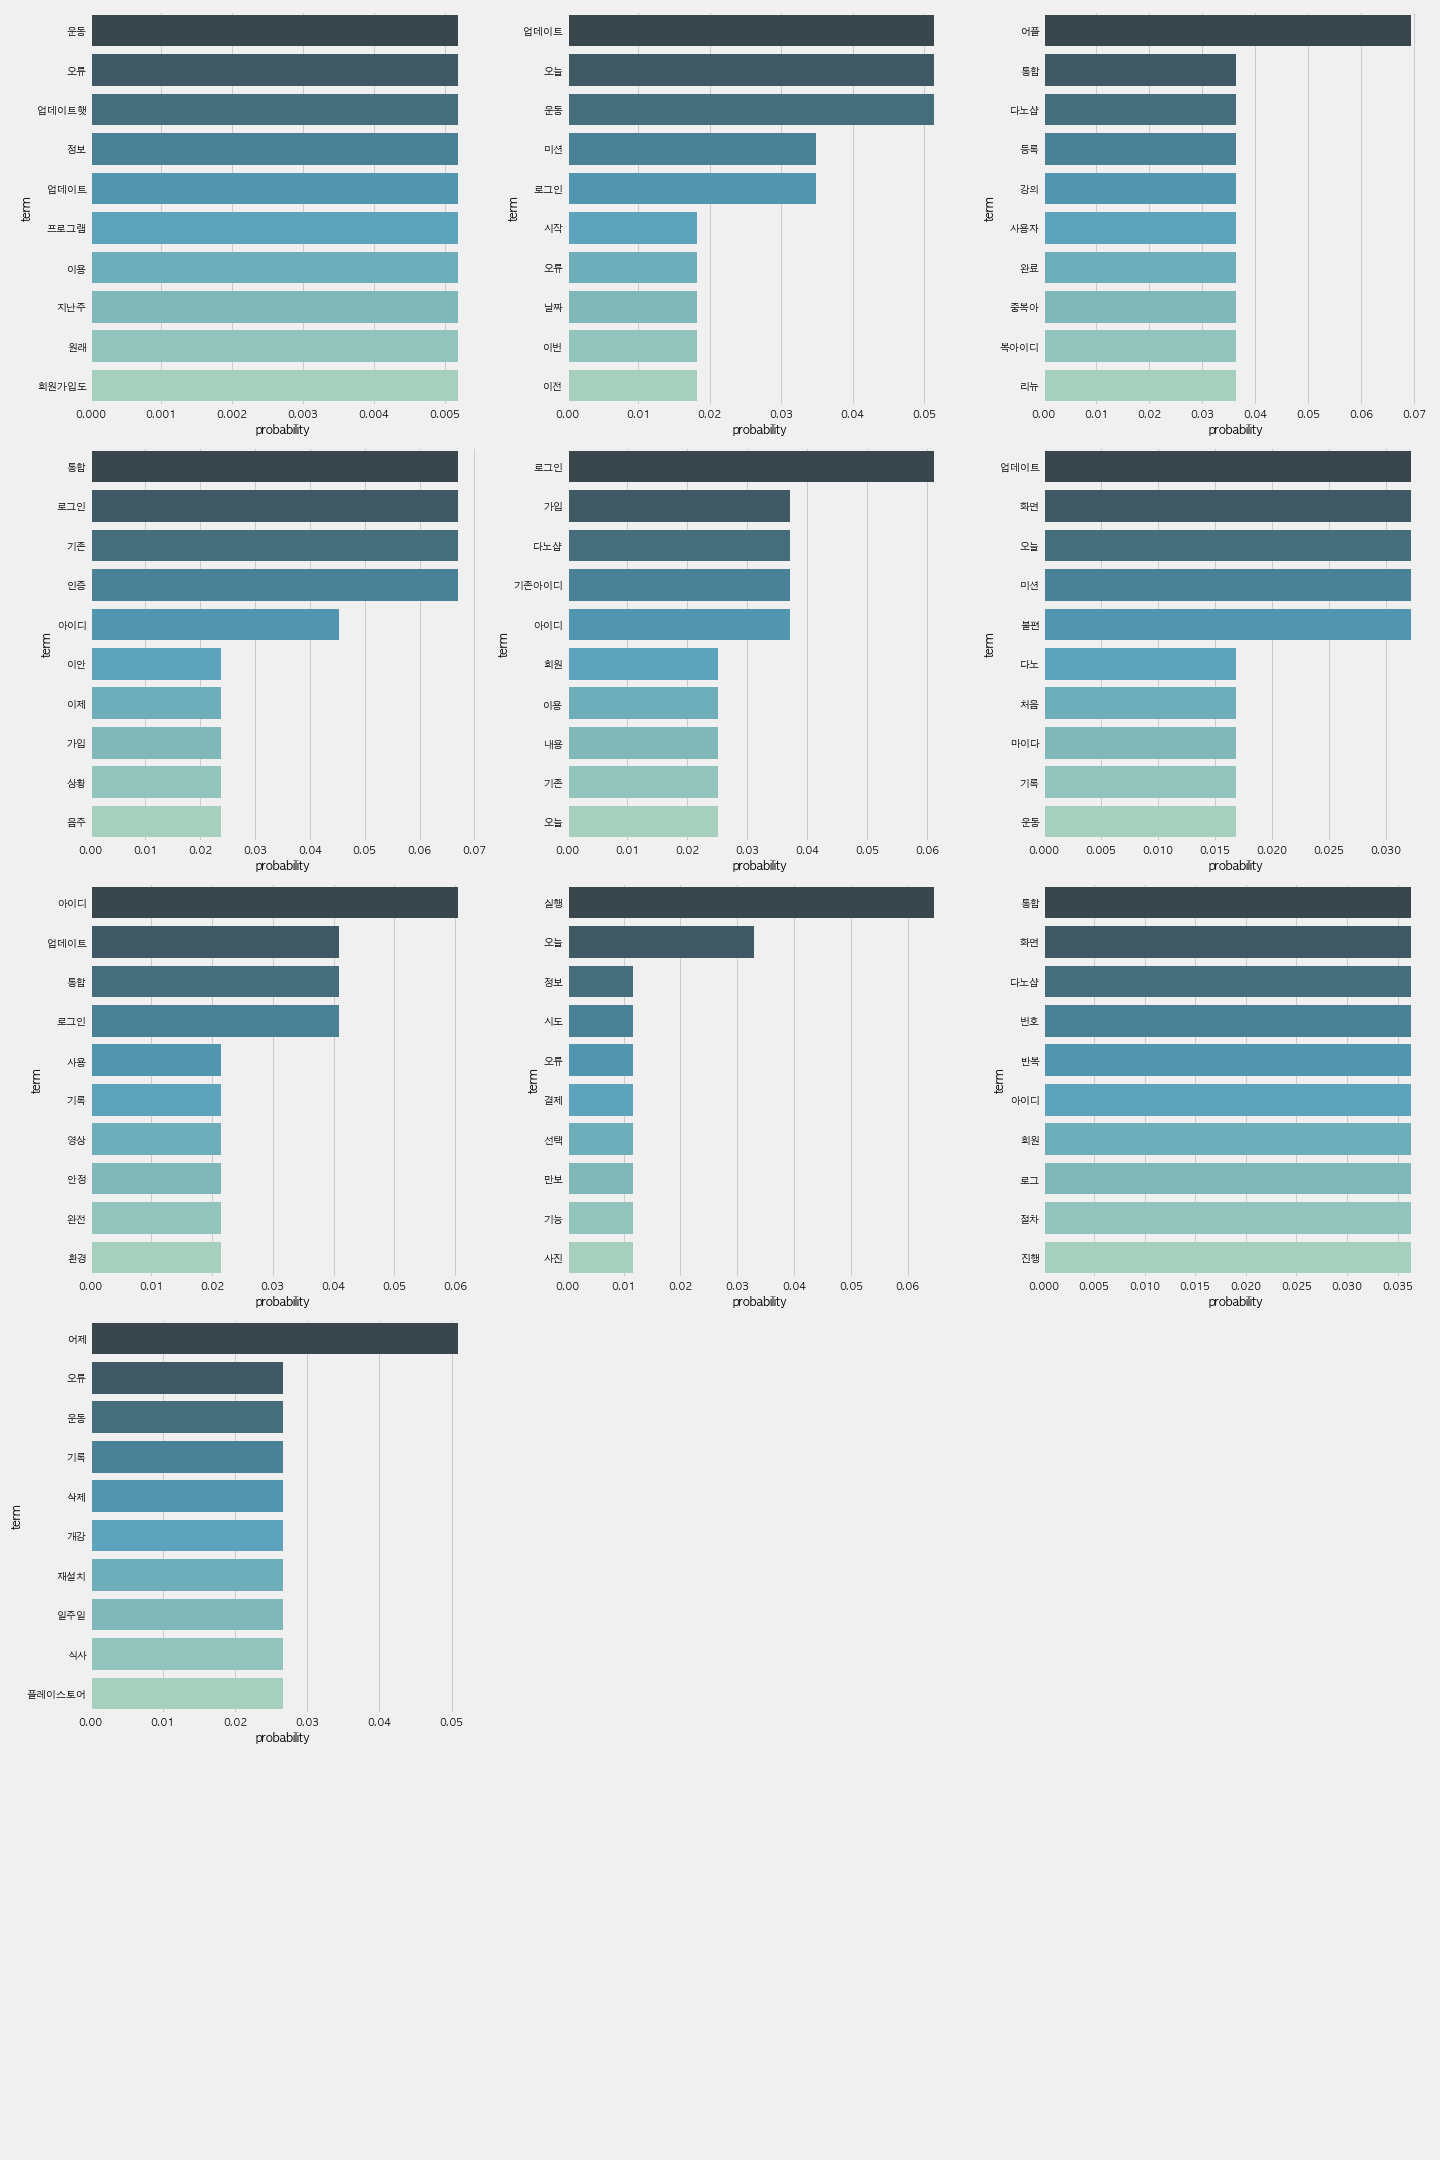 운동
오류
업데이트햇
정보
업데이트
프로그램
이용
지난주
원래
회원가입도
term
0.000 0.001 0.002 0.003 0.004 0.005
probability
업데이트
오늘
운동
미션
로그인
시작
오류
날짜
이번
이전
term
0.00 0.01 0.02 0.03 0.04 0.05
probability
어플
통합
다노샵
등록
강의
사용자
완료
중복아
복아이디
리뉴
term
0.00 0.01 0.02 0.03 0.04 0.05 0.06 0.07
probability
통합
로그인
기존
인증
아이디
이안
이제
가입
상황
음주
term
0.00 0.01 0.02 0.03 0.04 0.05 0.06 0.07
probability
로그인
가입
다노샵
기존아이디
아이디
회원
이용
내용
기존
오늘
term
0.00 0.01 0.02 0.03 0.04 0.05 0.06
probability
업데이트
화면
오늘
미션
불편
다노
처음
마이다
기록
운동
term
0.000 0.005 0.010 0.015 0.020 0.025 0.030
probability
아이디
업데이트
통합
로그인
사용
기록
영상
안정
완전
환경
term
0.00 0.01 0.02 0.03 0.04 0.05 0.06
probability
실행
오늘
정보
시도
오류
결제
선택
만보
기능
사진
term
0.00 0.01 0.02 0.03 0.04 0.05 0.06
probability
통합
화면
다노샵
번호
반복
아이디
회원
로그
절차
진행
term
0.000 0.005 0.010 0.015 0.020 0.025 0.030 0.035
probability
어제
오류
운동
기록
삭제
개강
재설치
일주일
식사
플레이스토어
term
0.00 0.01 0.02 0.03 0.04 0.05
probability